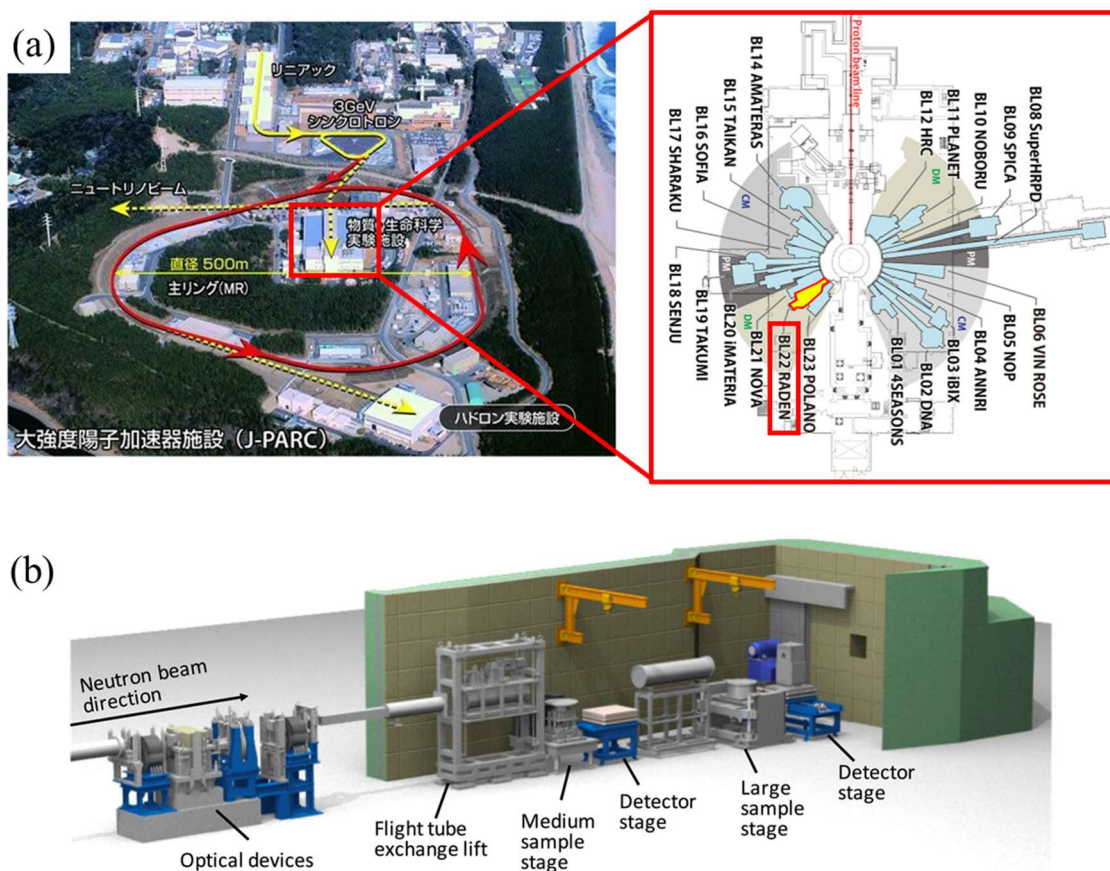 (a)
リニアック
3GeV
シンクロトロン
ニュートリノビーム
物質・生命科学
実験施設
直径 500m
主リング(MR)
ハドロン実験施設
大強度陽子加速器施設（J-PARC）
Proton beam line
BL14 AMATERAS
BL15 TAIKAN
BL16 SOFIA
BL17 SHARAKU
BL18 SENJU
BL19 TAKUMI
BL20 iMATERIA
BL21 NOVA
BL22 RADEN
BL23 POLANO
BL12 HRC
BL11 PLANET
BL10 NOBORU
BL09 SPICA
BL08 SuperHRPD
BL01 4SEASONS
BL02 DNA
BL03 iBIX
BL04 ANNRI
BL05 NOP
BL06 VIN ROSE
CM
DM
PM
PM
DM
CM
(b)
Neutron beam
direction
Optical devices
Flight tube
exchange lift
Medium
sample
stage
Detector
stage
Large
sample
stage
Detector
stage